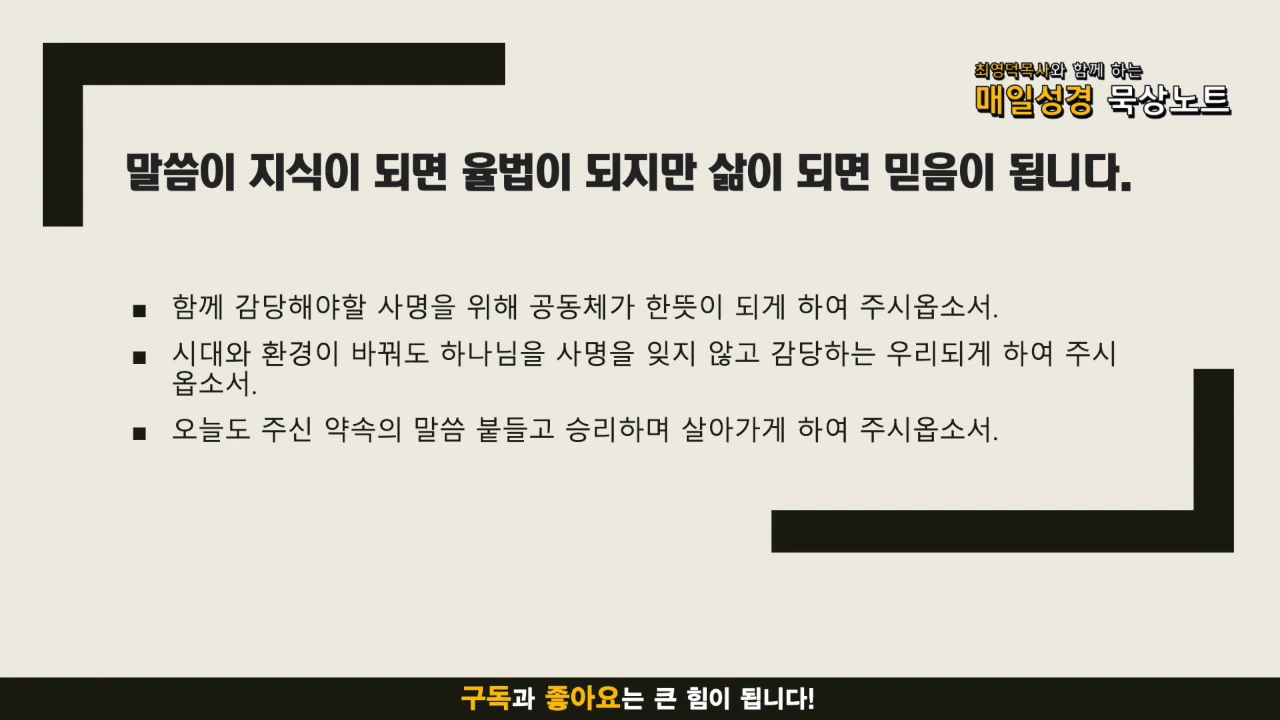 최영덕목사와 함께 하는
매일성경 묵상노트
말씀이 지식이 되면 율법이 되지만 삶이 되면 믿음이 됩니다.
■ 함께 감당해야할 사명을 위해 공동체가 한뜻이 되게 하여 주시옵소서.
■ 시대와 환경이 바꿔도 하나님을 사명을 잊지 않고 감당하는 우리되게 하여 주시
옵소서.
■ 오늘도 주신 약속의 말씀 붙들고 승리하며 살아가게 하여 주시옵소서.
구독과 좋아요는 큰 힘이 됩니다!